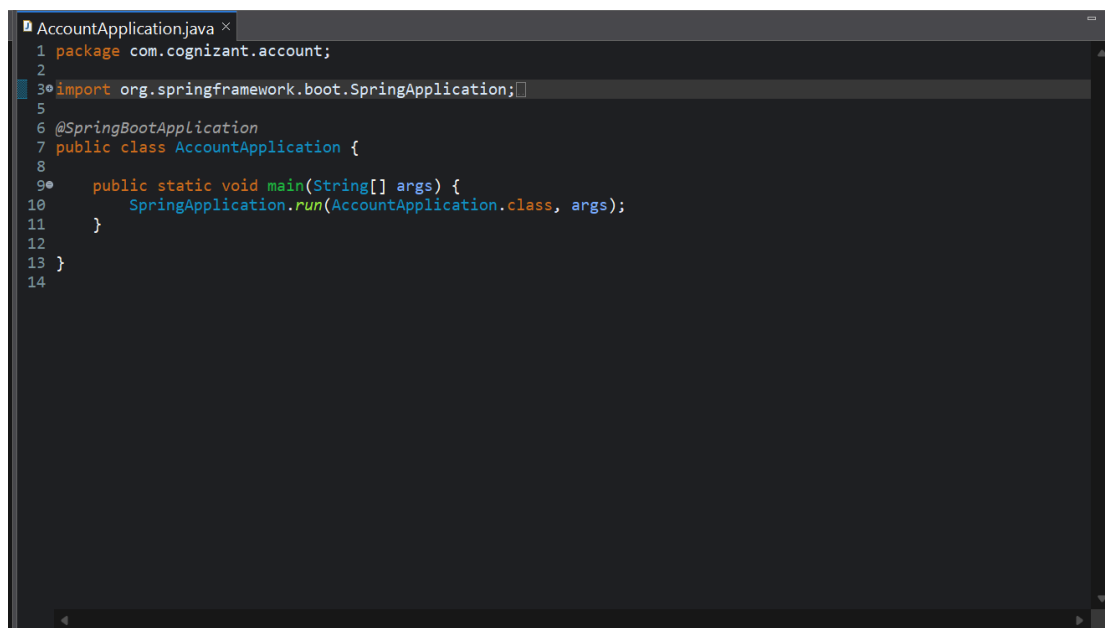 AccountApplication.java ×
1 package com.cognizant.account;
2
3 import org.springframework.boot.SpringApplication;
5
6 @SpringBootApplication
7 public class AccountApplication {
8
9     public static void main(String[] args) {
10         SpringApplication.run(AccountApplication.class, args);
11     }
12
13 }
14